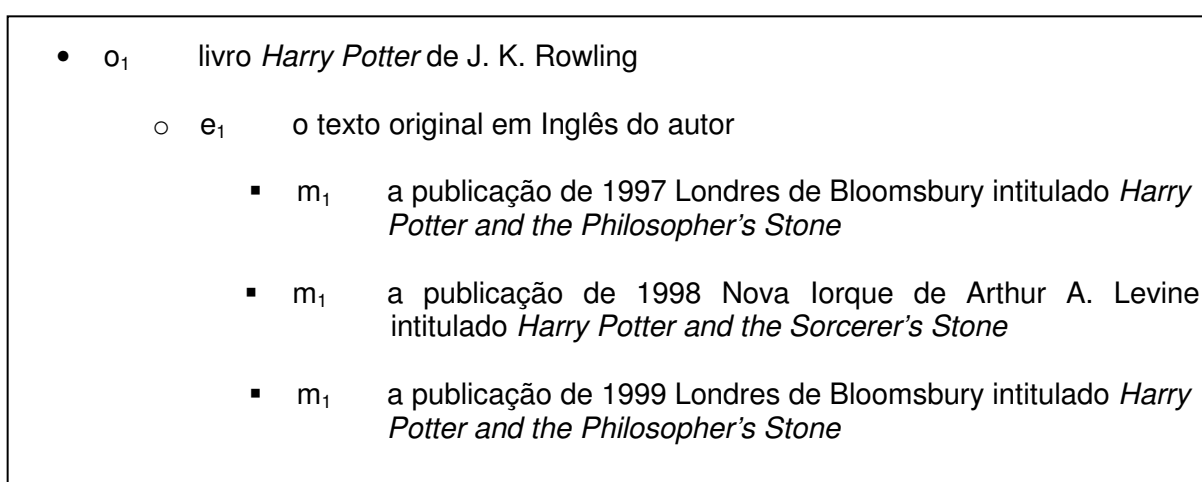 • o₁ livro Harry Potter de J. K. Rowling
○ e₁ o texto original em Inglês do autor
▪ m₁ a publicação de 1997 Londres de Bloomsbury intitulado Harry
Potter and the Philosopher's Stone
▪ m₁ a publicação de 1998 Nova Iorque de Arthur A. Levine
intitulado Harry Potter and the Sorcerer's Stone
▪ m₁ a publicação de 1999 Londres de Bloomsbury intitulado Harry
Potter and the Philosopher's Stone